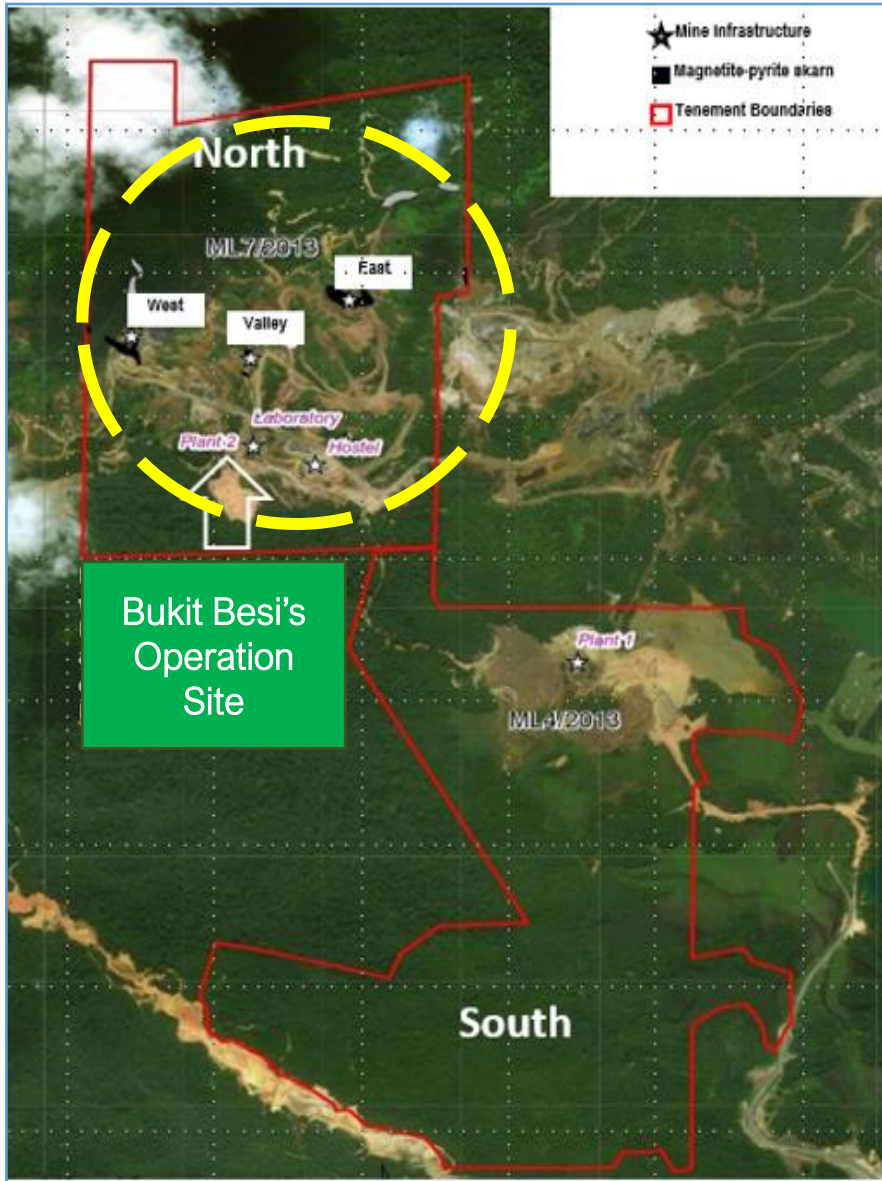 Mine Infrastructure
Magnetite-pyrite skarn
Tenement Boundaries
North
ML7/2013
East
West
Valley
Laboratory
Plant-2
Hostel
Bukit Besi's
Operation
Site
Plant-1
ML4/2013
South